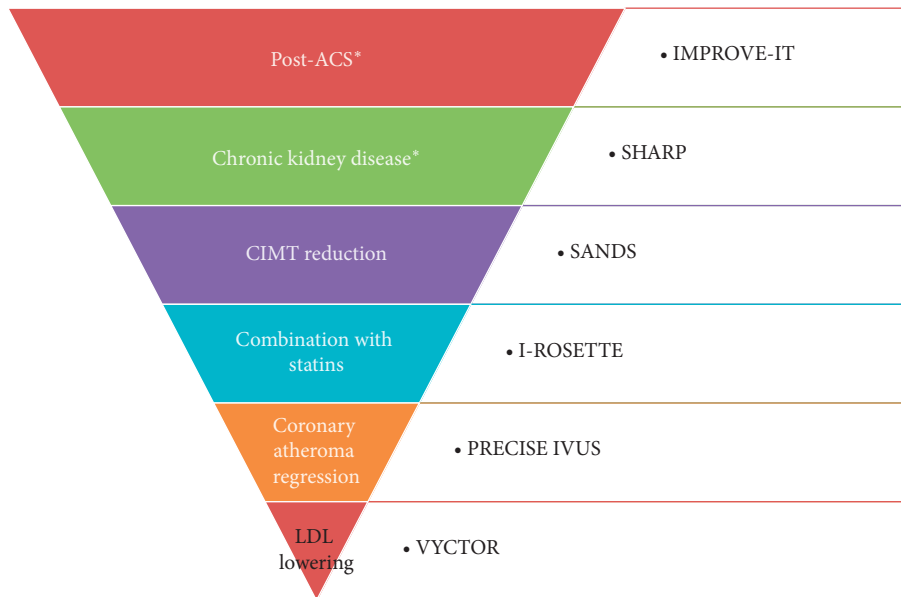 Post-ACS*
• IMPROVE-IT
Chronic kidney disease*
• SHARP
CIMT reduction
• SANDS
Combination with
statins
• I-ROSETTE
Coronary
atheroma
regression
• PRECISE IVUS
LDL
lowering
• VYCTOR